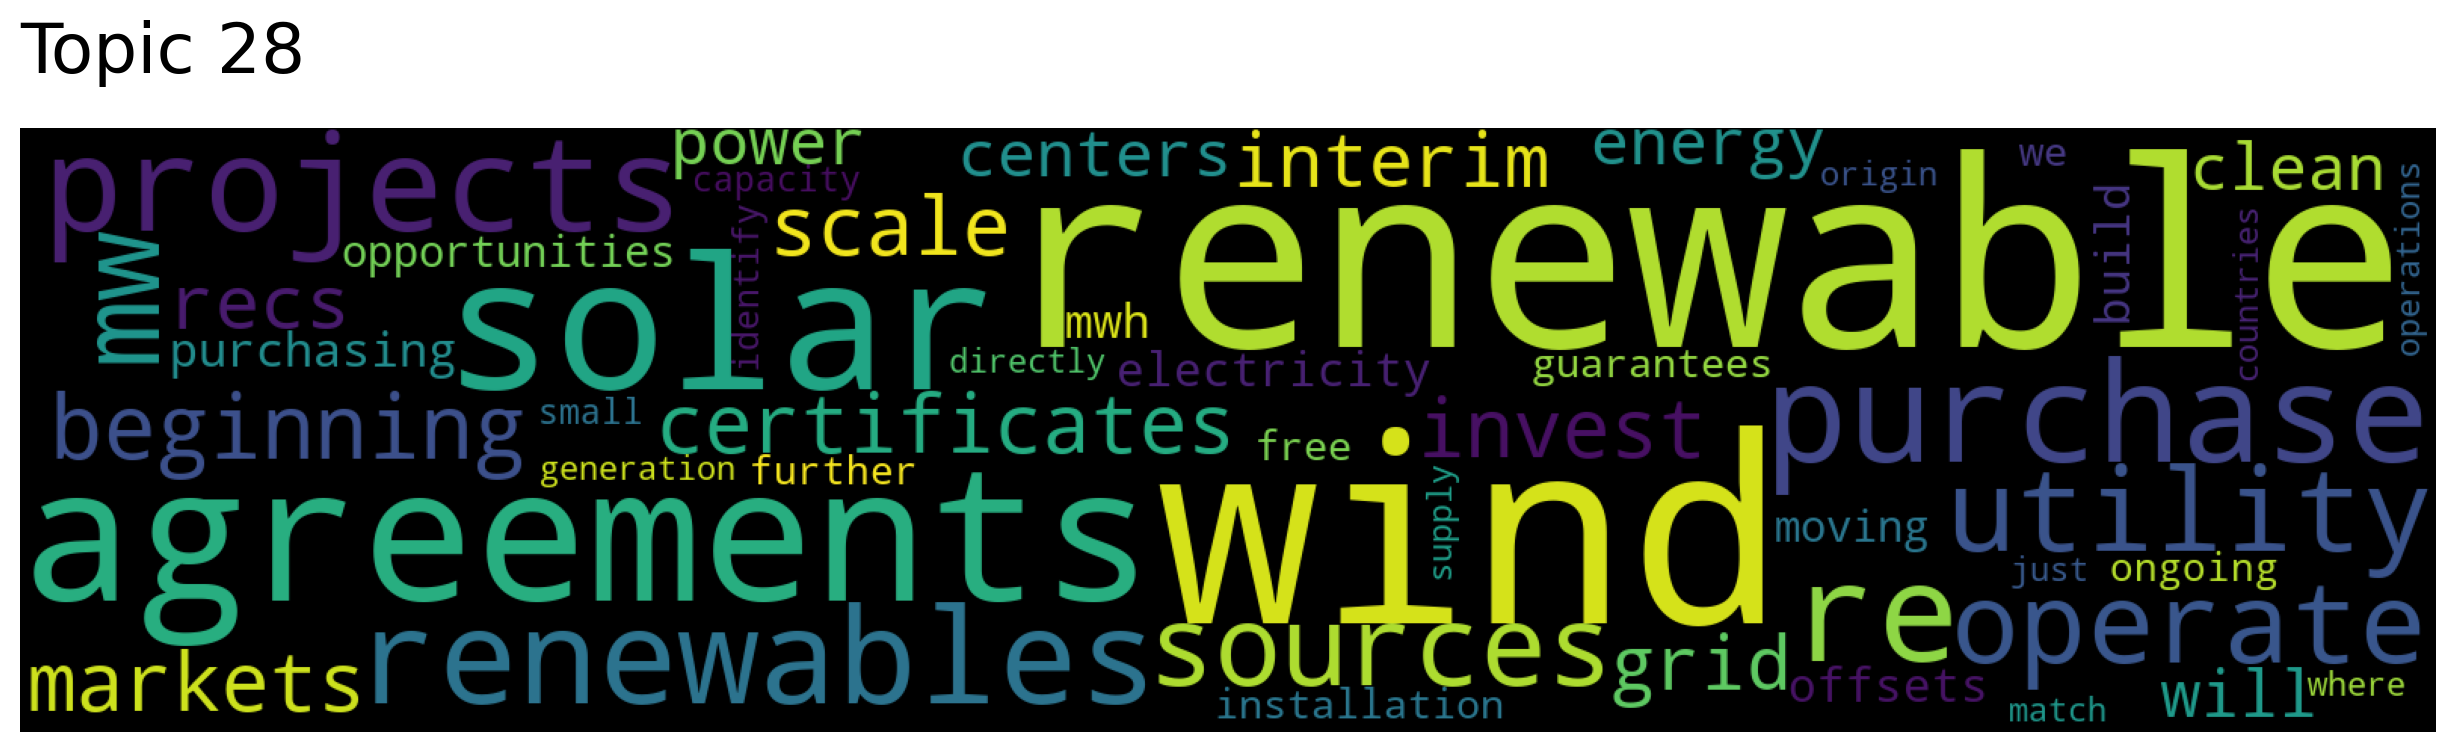 Topic 28
projects
power
capacity
centers
interim
energy
origin
we
clean
operations
mw
opportunities
identify
scale
renewable
build
countries
recs
solar
mwh
purchasing
directly
electricity
guarantees
beginning
small
certificates
free
invest
purchase
generation
further
agreements
wind
supply
moving
utility
just
ongoing
markets
renewables
sources
grid
re
operate
installation
offsets
match
will
where